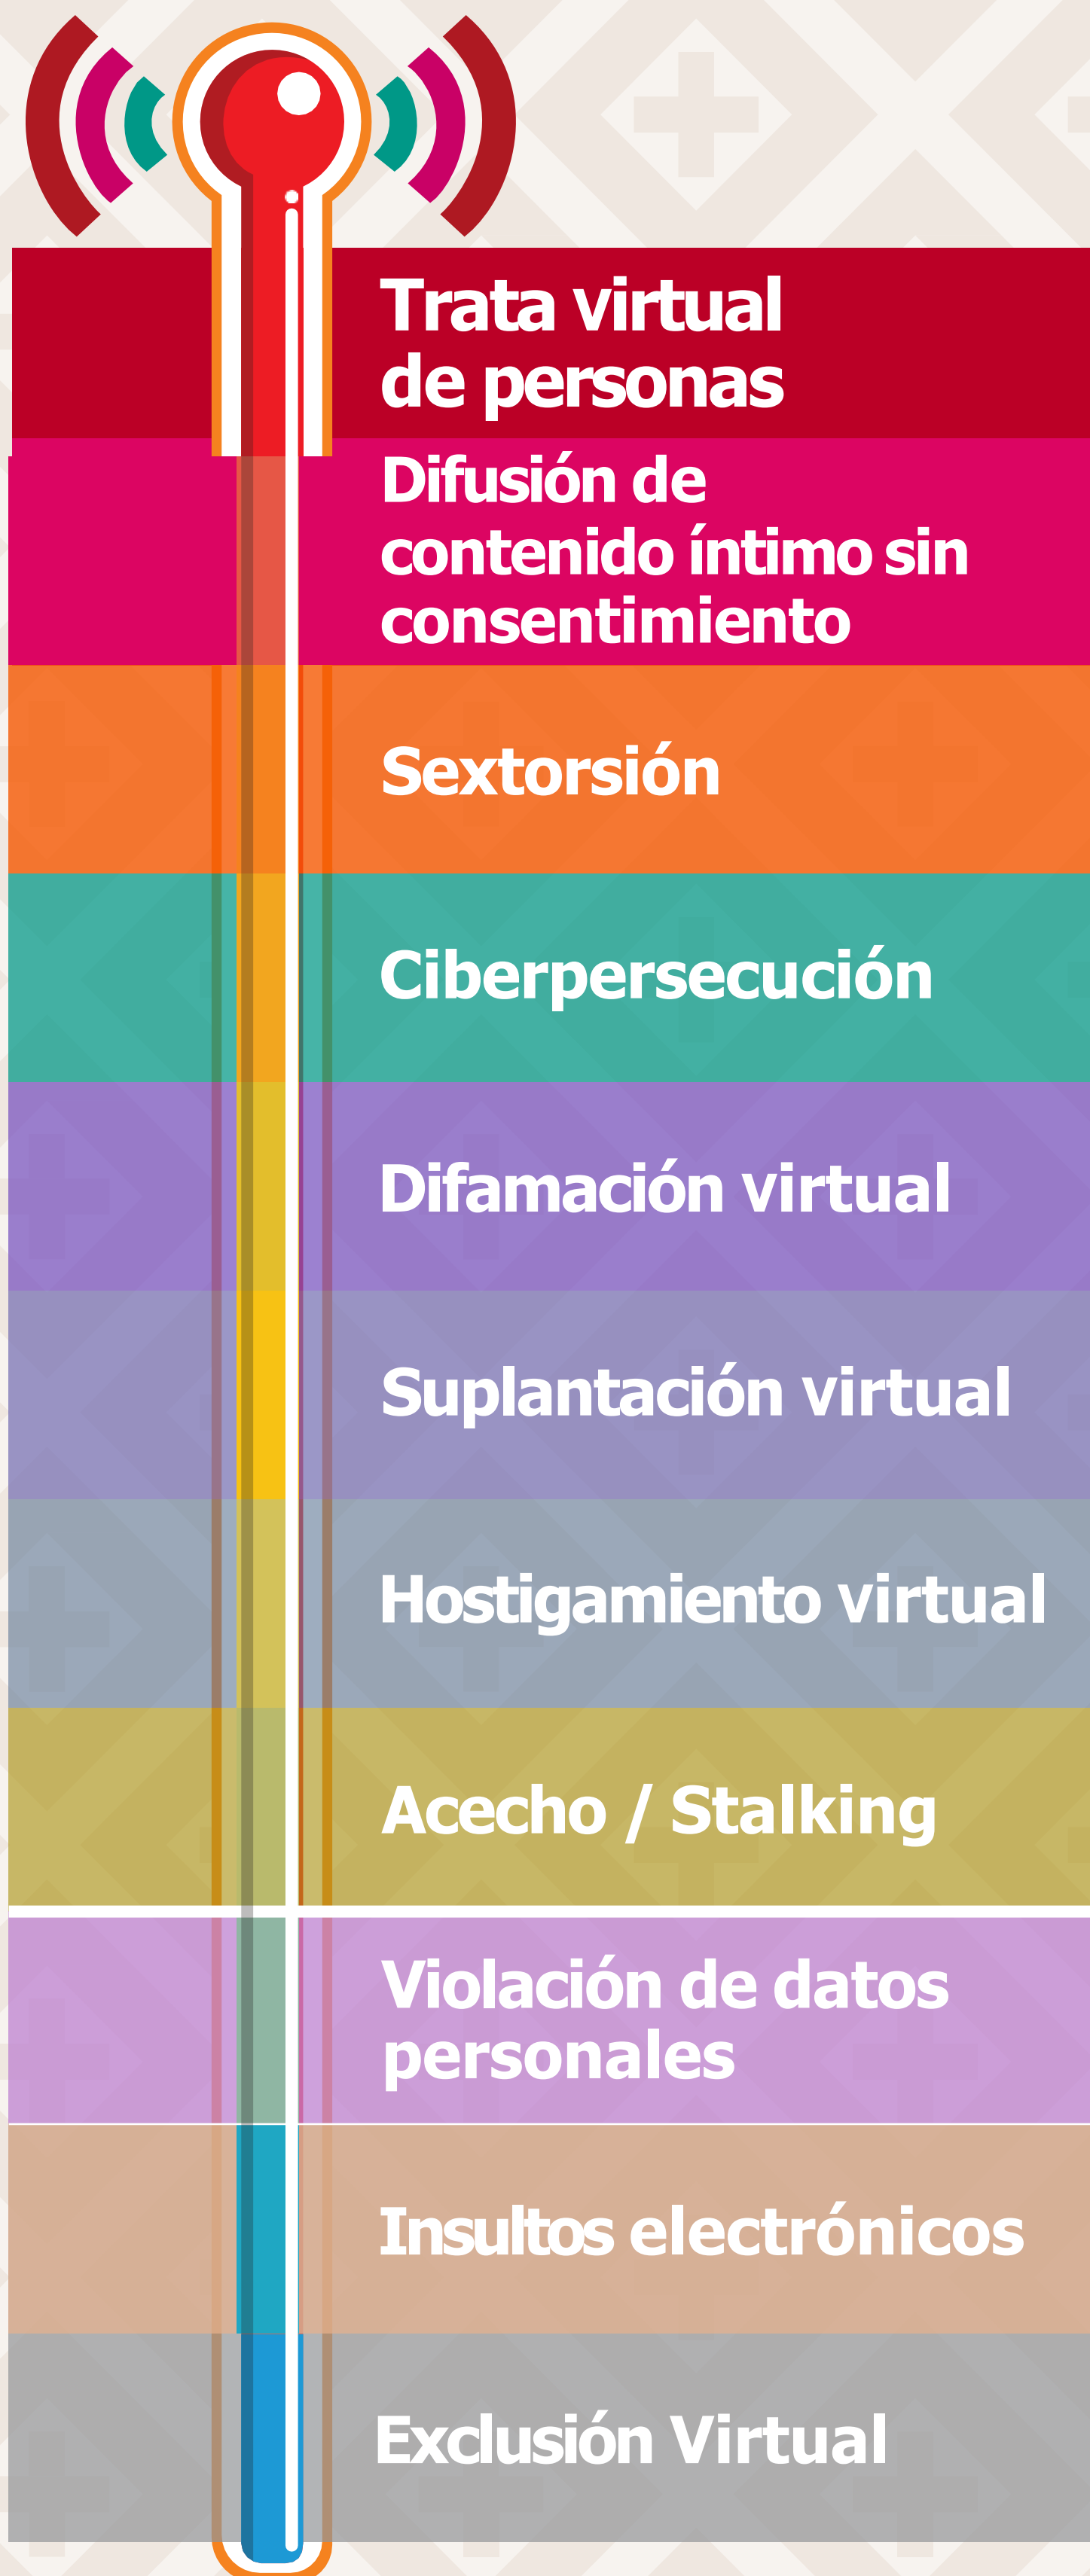 Trata virtual
de personas
Difusión de
contenido íntimo sin
consentimiento
Sextorsión
Ciberpersecución
Difamación virtual
Suplantación virtual
Hostigamiento virtual
Acecho / Stalking
Violación de datos
personales
Insultos electrónicos
Exclusión Virtual